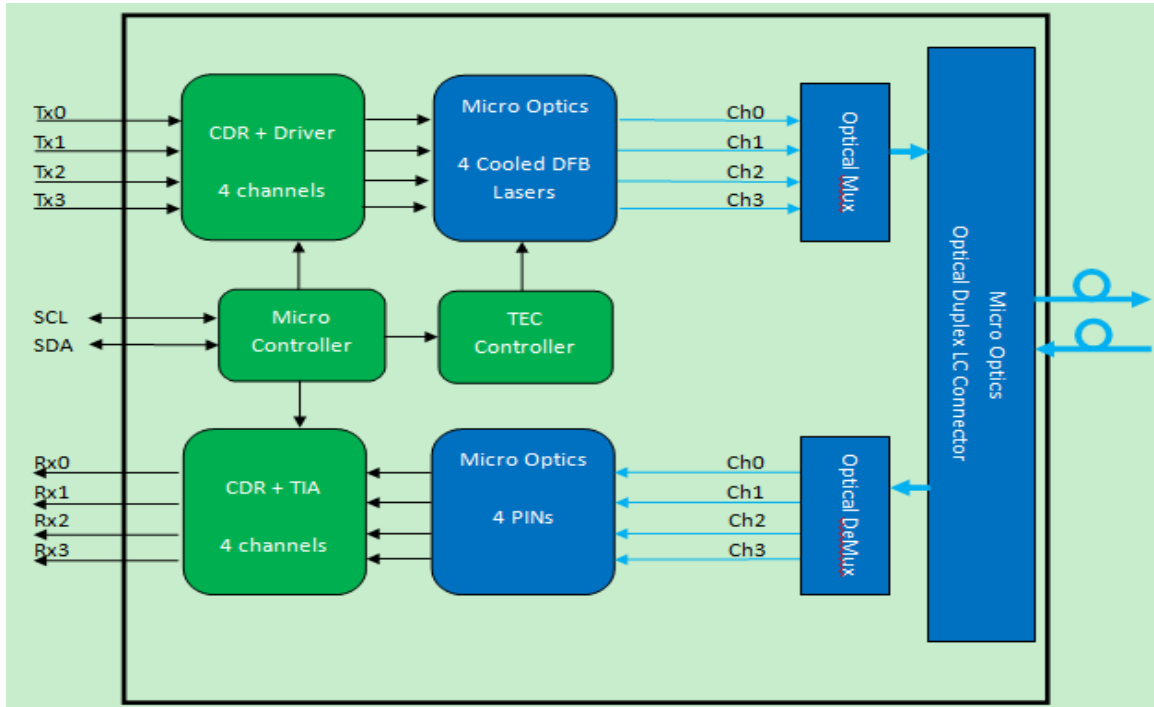 Tx0
Tx1
Tx2
Tx3
CDR + Driver
4 channels
Micro Optics
4 Cooled DFB
Lasers
Ch0
Ch1
Ch2
Ch3
Optical Mux
SCL
SDA
Micro
Controller
TEC
Controller
Micro Optics
Optical Duplex LC Connector
Rx0
Rx1
Rx2
Rx3
CDR + TIA
4 channels
Micro Optics
4 PINs
Ch0
Ch1
Ch2
Ch3
Optical DeMux